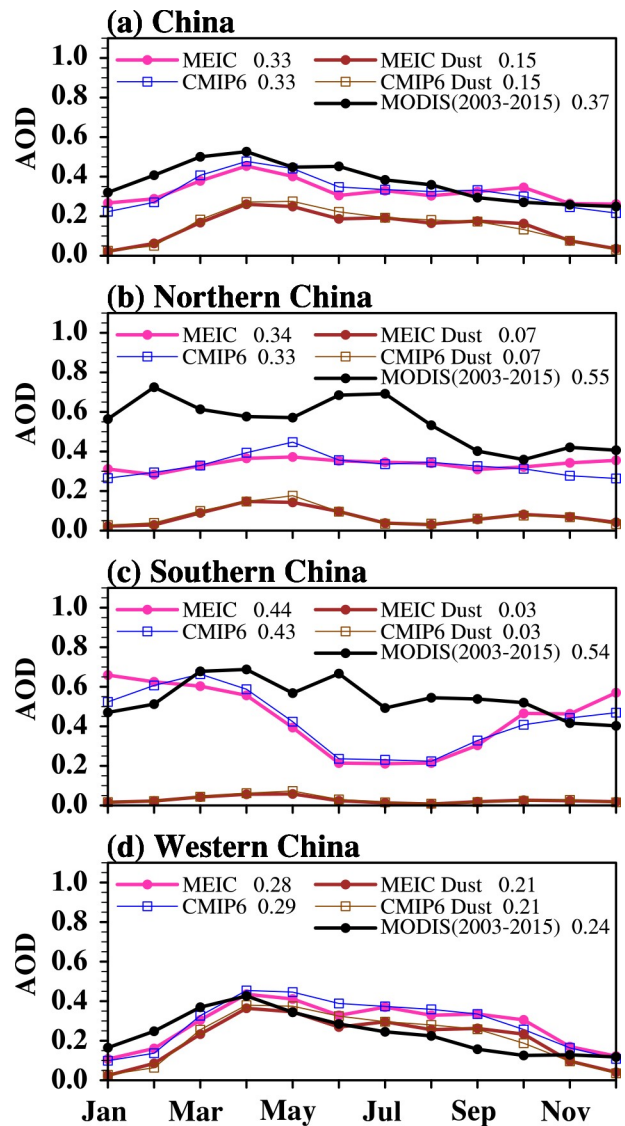 (a) China
MEIC 0.33 MEIC Dust 0.15
CMIP6 0.33 CMIP6 Dust 0.15
MODIS(2003-2015) 0.37
1.0
0.8
0.6
0.4
0.2
0.0
AOD
(b) Northern China
MEIC 0.34 MEIC Dust 0.07
CMIP6 0.33 CMIP6 Dust 0.07
MODIS(2003-2015) 0.55
1.0
0.8
0.6
0.4
0.2
0.0
AOD
(c) Southern China
MEIC 0.44 MEIC Dust 0.03
CMIP6 0.43 CMIP6 Dust 0.03
MODIS(2003-2015) 0.54
1.0
0.8
0.6
0.4
0.2
0.0
AOD
(d) Western China
MEIC 0.28 MEIC Dust 0.21
CMIP6 0.29 CMIP6 Dust 0.21
MODIS(2003-2015) 0.24
1.0
0.8
0.6
0.4
0.2
0.0
AOD
Jan Mar May Jul Sep Nov